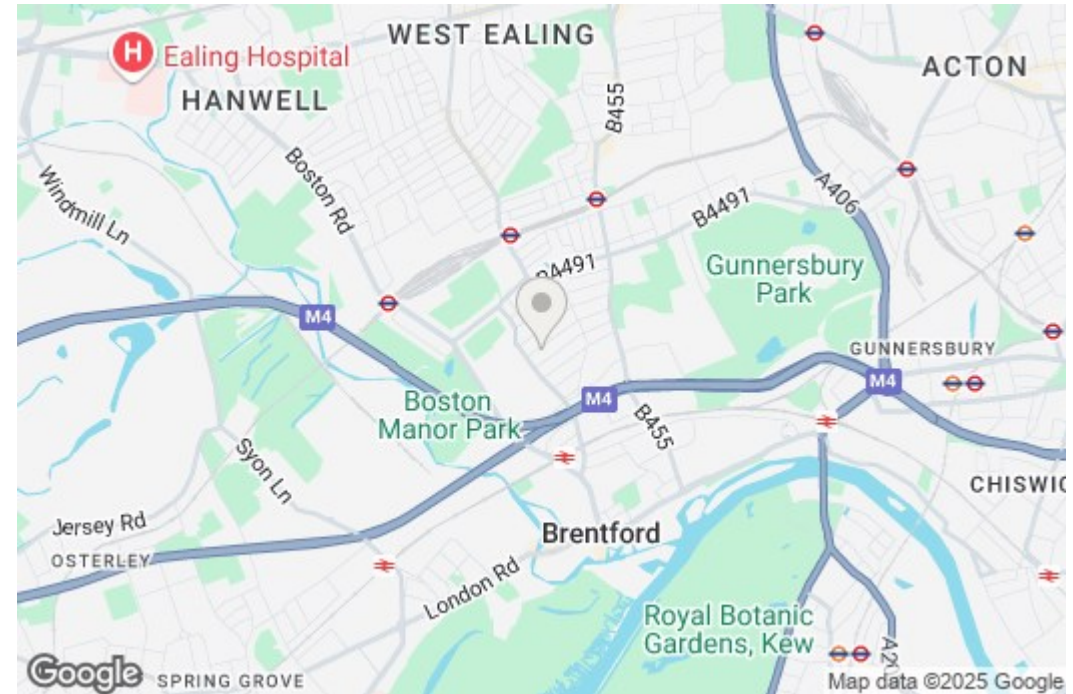 WEST EALING
H
Ealing Hospital
ACTON
HANWELL
B455
Boston Rd
Windmill Ln
A406
B4491
B4491
Gunnersbury
Park
M4
GUNNERSBURY
M4
M4
Boston
Manor Park
B455
Syon Ln
CHISWIC
Jersey Rd
Brentford
OSTERLEY
London Rd
Royal Botanic
Gardens, Kew
A20
Google
SPRING GROVE
Map data ©2025 Google